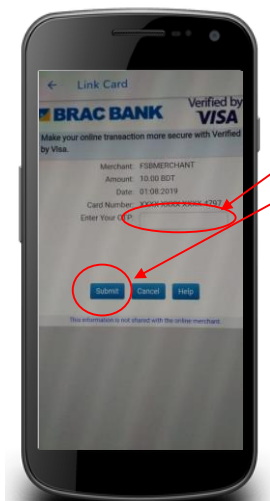 ← Link Card
BRAC BANK
Verified by
VISA
Make your online transaction more secure with Verified
by Visa.
Merchant: FSBMERCHANT
Amount: 10.00 BDT
Date: 01.08.2019
Card Number: XXXX XXXX XXXX 4797
Enter Your OTP:
Submit Cancel Help
This information is not shared with the online merchant.